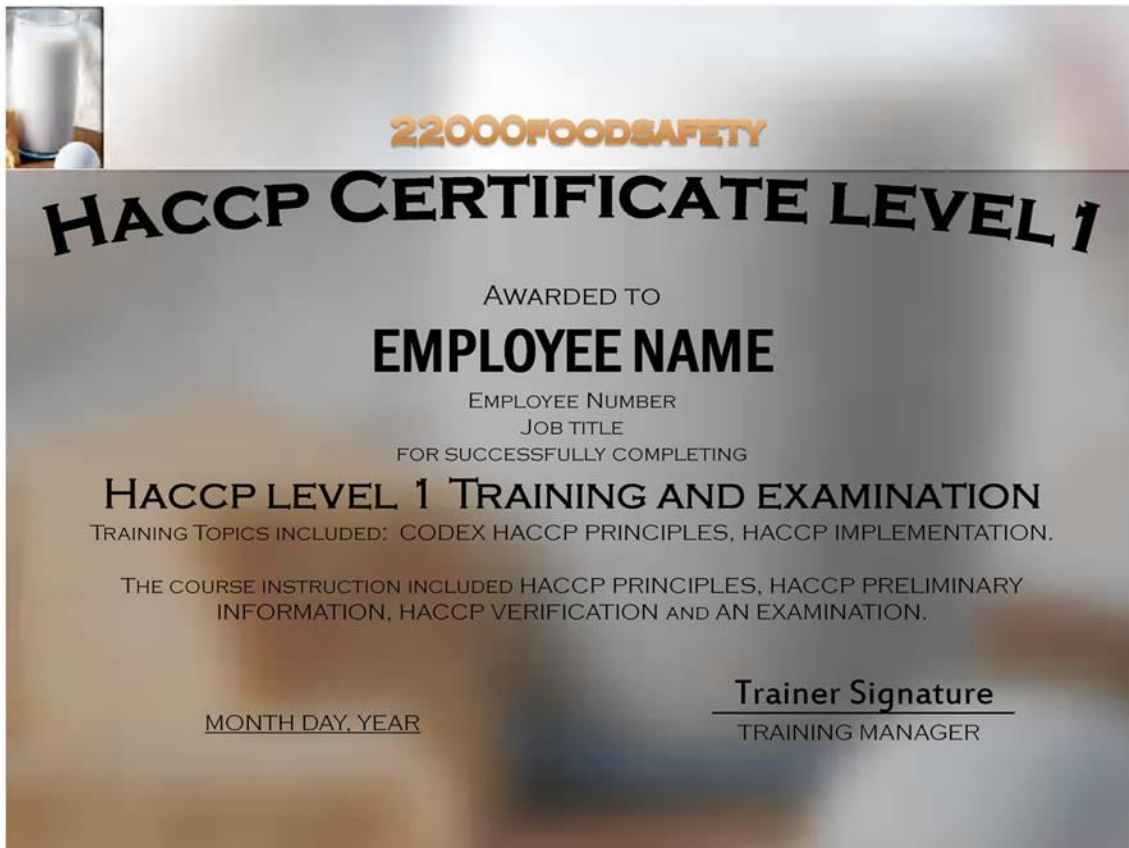 22000FOODSAFETY
HACCP CERTIFICATE LEVEL 1
AWARDED TO
EMPLOYEE NAME
EMPLOYEE NUMBER
JOB TITLE
FOR SUCCESSFULLY COMPLETING
HACCP LEVEL 1 TRAINING AND EXAMINATION
TRAINING TOPICS INCLUDED: CODEX HACCP PRINCIPLES, HACCP IMPLEMENTATION.
THE COURSE INSTRUCTION INCLUDED HACCP PRINCIPLES, HACCP PRELIMINARY
INFORMATION, HACCP VERIFICATION AND AN EXAMINATION.
Trainer Signature
MONTH DAY, YEAR
TRAINING MANAGER